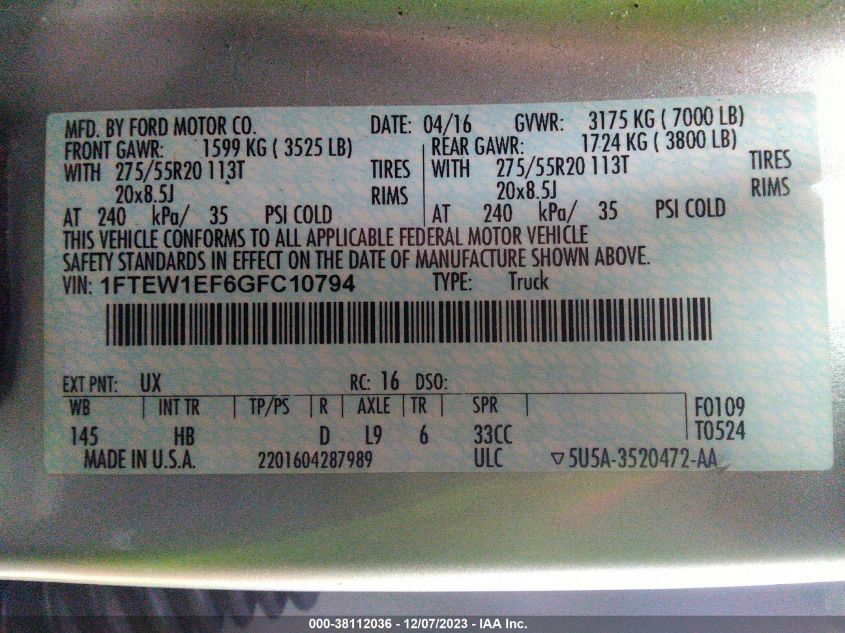 MFD. BY FORD MOTOR CO. DATE: 04/16 GVWR: 3175 KG ( 7000 LB)
FRONT GAWR: 1599 KG ( 3525 LB) REAR GAWR: 1724 KG ( 3800 LB)
WITH 275/55R20 113T TIRES WITH 275/55R20 113T TIRES
20x8.5J RIMS 20x8.5J RIMS
AT 240 kPa/ 35 PSI COLD AT 240 kPa/ 35 PSI COLD
THIS VEHICLE CONFORMS TO ALL APPLICABLE FEDERAL MOTOR VEHICLE
SAFETY STANDARDS IN EFFECT ON THE DATE OF MANUFACTURE SHOWN ABOVE.
VIN: 1FTEW1EF6GFC10794 TYPE: Truck
EXT PNT: UX RC: 16 DSO:
WB INT TR TP/PS R AXLE TR SPR F0109
145 HB D L9 6 33CC T0524
MADE IN U.S.A. 2201604287989 ULC ▽5U5A-3520472-AA
000-38112036 - 12/07/2023 - IAA Inc.